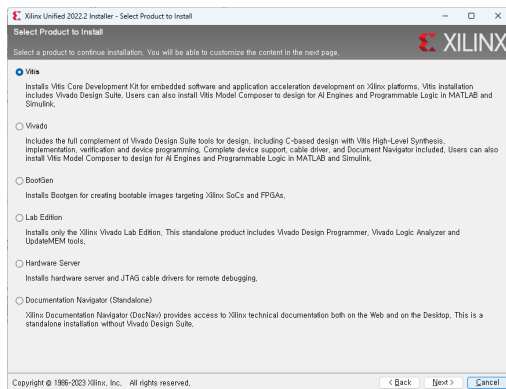 Xilinx Unified 2022.2 Installer - Select Product to Install
Select Product to Install
Select a product to continue installation. You will be able to customize the content in the next page.
XILINX
Vitis
Installs Vitis Core Development Kit for embedded software and application acceleration development on Xilinx platforms. Vitis installation
includes Vivado Design Suite. Users can also install Vitis Model Composer to design for AI Engines and Programmable Logic in MATLAB and
Simulink.
Vivado
Includes the full complement of Vivado Design Suite tools for design, including C-based design with Vitis High-Level Synthesis,
implementation, verification and device programming. Complete device support, cable driver, and Document Navigator included. Users can also
install Vitis Model Composer to design for AI Engines and Programmable Logic in MATLAB and Simulink.
BootGen
Installs Bootgen for creating bootable images targeting Xilinx SoCs and FPGAs.
Lab Edition
Installs only the Xilinx Vivado Lab Edition. This standalone product includes Vivado Design Programmer, Vivado Logic Analyzer and
UpdateMEM tools.
Hardware Server
Installs hardware server and JTAG cable drivers for remote debugging.
Documentation Navigator (Standalone)
Xilinx Documentation Navigator (DocNav) provides access to Xilinx technical documentation both on the Web and on the Desktop. This is a
standalone installation without Vivado Design Suite.
Copyright © 1986-2023 Xilinx, Inc. All rights reserved.
< Back
Next >
Cancel